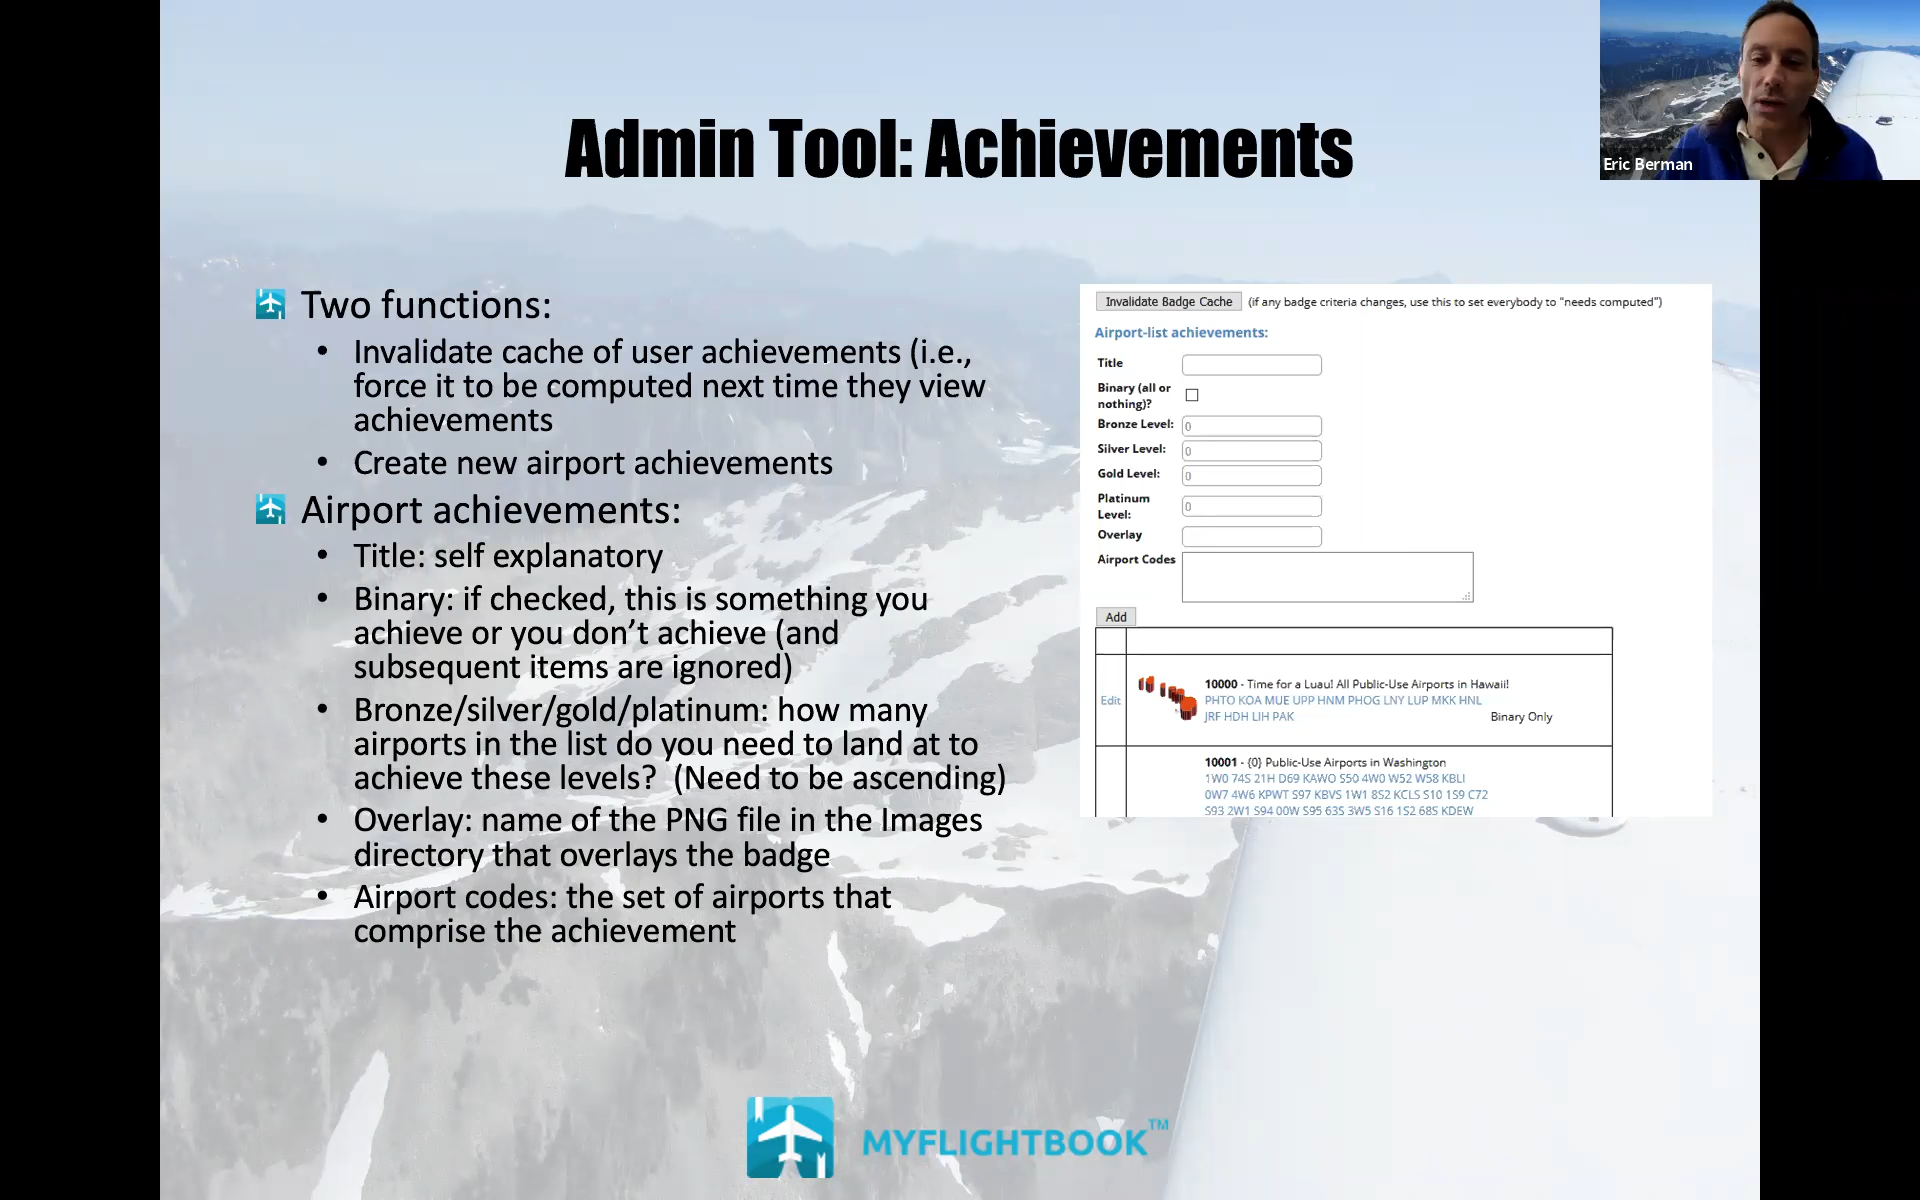 Admin Tool: Achievements
Eric Berman
Two functions:
• Invalidate cache of user achievements (i.e.,
force it to be computed next time they view
achievements
• Create new airport achievements
Airport achievements:
• Title: self explanatory
• Binary: if checked, this is something you
achieve or you don’t achieve (and
subsequent items are ignored)
• Bronze/silver/gold/platinum: how many
airports in the list do you need to land at to
achieve these levels? (Need to be ascending)
• Overlay: name of the PNG file in the Images
directory that overlays the badge
• Airport codes: the set of airports that
comprise the achievement
Invalidate Badge Cache (if any badge criteria changes, use this to set everybody to "needs computed")
Airport-list achievements:
Title
Binary (all or
nothing)?
Bronze Level: 0
Silver Level: 0
Gold Level: 0
Platinum
Level: 0
Overlay
Airport Codes
Add
10000 - Time for a Luau! All Public-Use Airports in Hawaii!
Edit PHTO KOA MUE UPP HNM PHOG LNY LUP MKK HNL
JRF HDH LIH PAK Binary Only
10001 - {0} Public-Use Airports in Washington
1W0 74S 21H D69 KAWO S50 4W0 W52 W58 KBLI
0W7 4W6 KPWT S97 KBVS 1W1 8S2 KCLS S10 1S9 C72
S93 2W1 S94 00W S95 63S 3W5 S16 1S2 68S KDEW
MYFLIGHTBOOK™